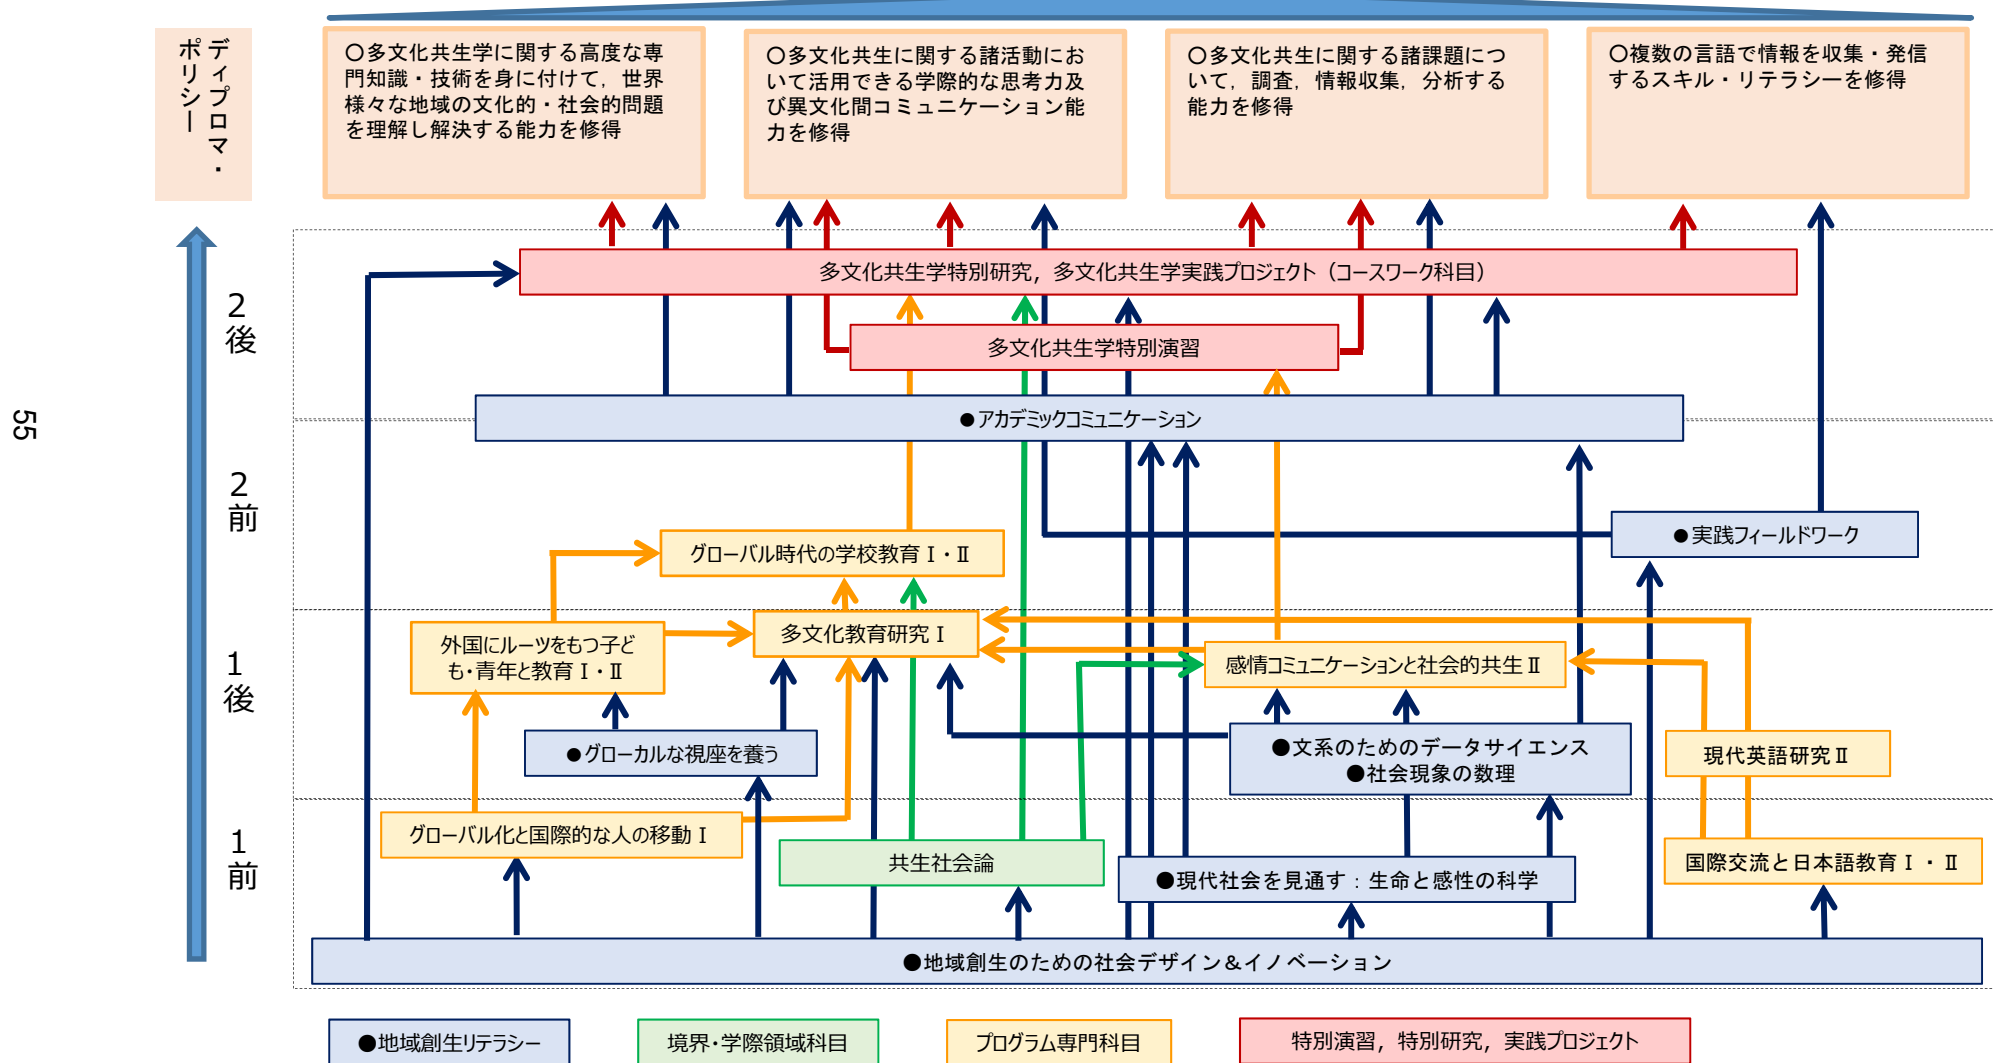 ディプロマ・
ポリシー
○多文化共生学に関する高度な専
門知識・技術を身に付けて，世界
様々な地域の文化的・社会的問題
を理解し解決する能力を修得
○多文化共生に関する諸活動にお
いて活用できる学際的な思考力及
び異文化間コミュニケーション能
力を修得
○多文化共生に関する諸課題につ
いて，調査，情報収集，分析する
能力を修得
○複数の言語で情報を収集・発信
するスキル・リテラシーを修得
2
後
多文化共生学特別研究，多文化共生学実践プロジェクト（コースワーク科目）
多文化共生学特別演習
●アカデミックコミュニケーション
55
2
前
●実践フィールドワーク
グローバル時代の学校教育Ⅰ・Ⅱ
1
後
外国にルーツをもつ子ど
も・青年と教育Ⅰ・Ⅱ
多文化教育研究Ⅰ
感情コミュニケーションと社会的共生Ⅱ
●グローカルな視座を養う
●文系のためのデータサイエンス
●社会現象の数理
現代英語研究Ⅱ
1
前
グローバル化と国際的な人の移動Ⅰ
共生社会論
●現代社会を見通す：生命と感性の科学
国際交流と日本語教育Ⅰ・Ⅱ
●地域創生のための社会デザイン＆イノベーション
●地域創生リテラシー
境界・学際領域科目
プログラム専門科目
特別演習，特別研究，実践プロジェクト